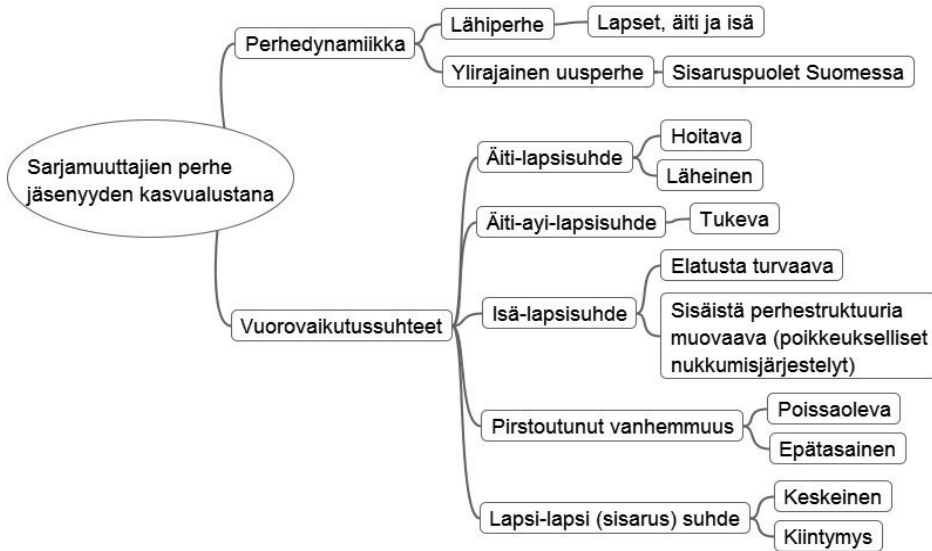 Sarjamuuttajien perhe
jäsenyyden kasvualustana
Perhedynamiikka
Lähiperhe
Lapset, äiti ja isä
Ylirajainen uusperhe
Sisaruspuolet Suomessa
Vuorovaikutussuhteet
Äiti-lapsisuhde
Hoitava
Läheinen
Äiti-ayi-lapsisuhde
Tukeva
Isä-lapsisuhde
Elatusta turvaava
Sisäistä perhestruktuuria
muovaava (poikkeukselliset
nukkumisjärjestelyt)
Pirstoutunut vanhemmuus
Poissaoleva
Epätasainen
Lapsi-lapsi (sisarus) suhde
Keskeinen
Kiintymys